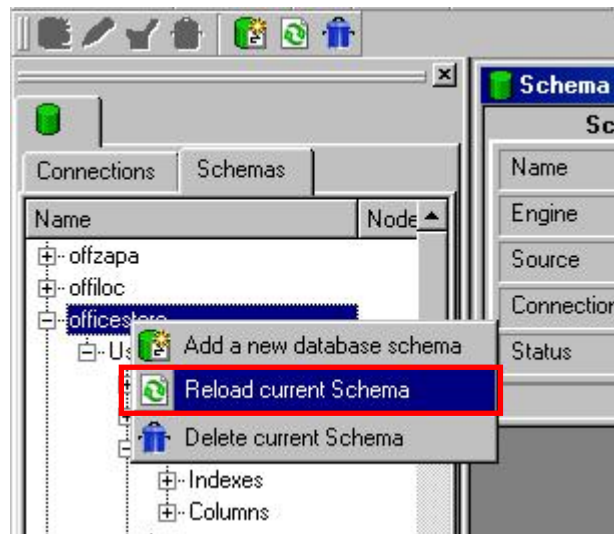 Schema
Sc
Connections Schemas
Name
Name Node
Engine
offzapa
Source
offiloc
Connection
officestore
Us
Add a new database schema
Status
Reload current Schema
Delete current Schema
Indexes
Columns